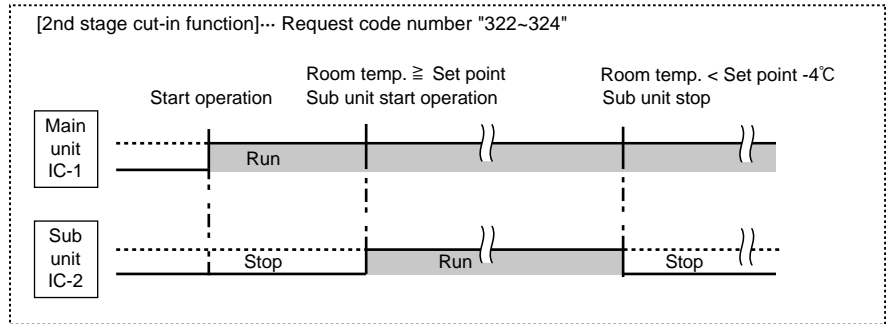 [2nd stage cut-in function]··· Request code number "322~324"
Room temp. ≧ Set point
Room temp. < Set point -4℃
Start operation
Sub unit start operation
Sub unit stop
Main
unit
IC-1
Run
Sub
unit
IC-2
Stop
Run
Stop